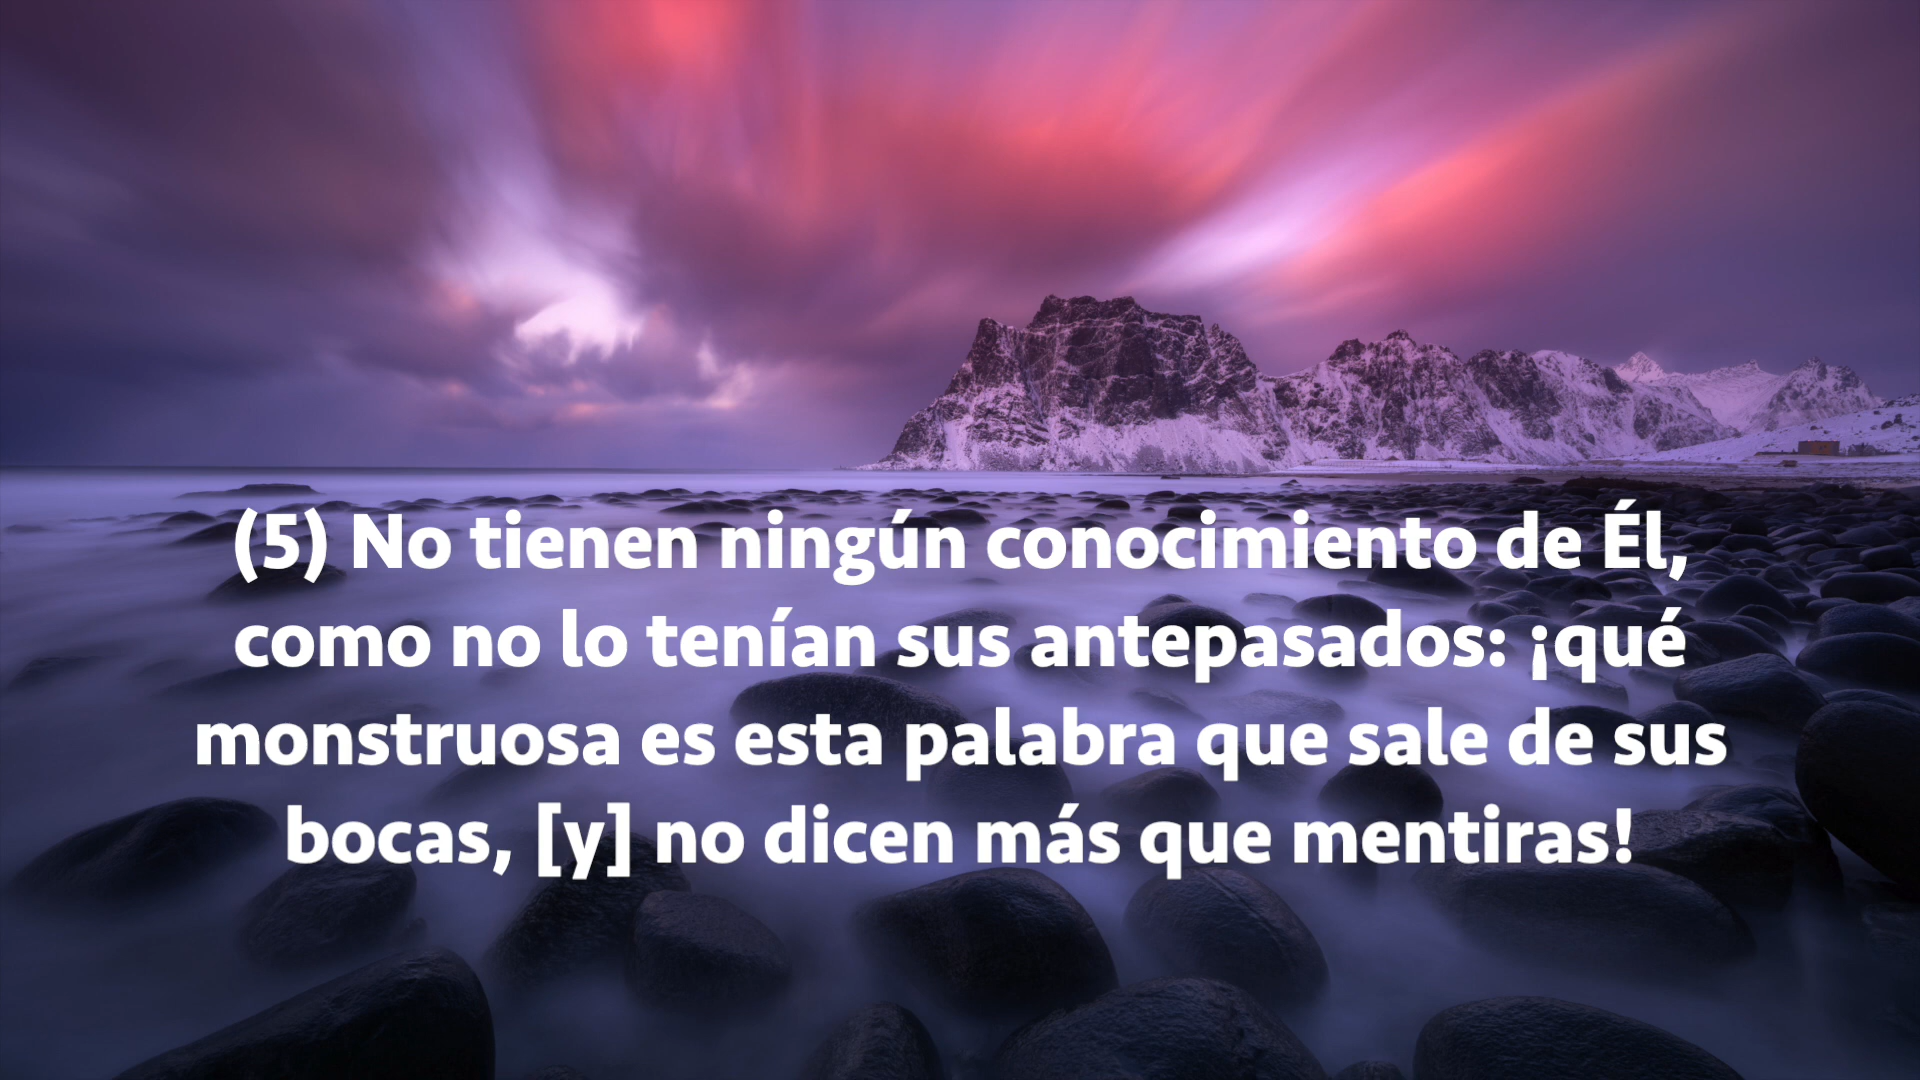 (5) No tienen ningún conocimiento de Él,
como no lo tenían sus antepasados: ¡qué
monstruosa es esta palabra que sale de sus
bocas, [y] no dicen más que mentiras!